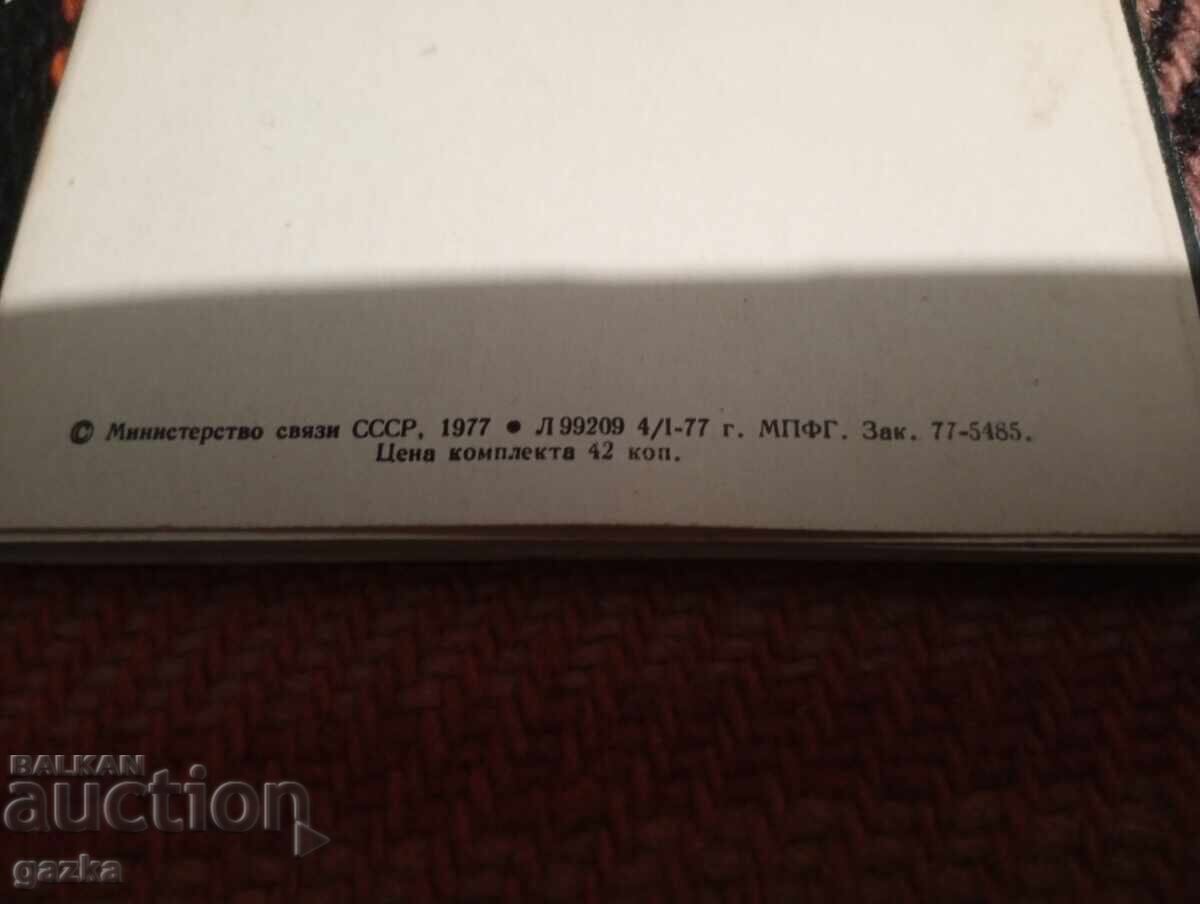 © Министерство связи СССР, 1977 • Л 99209 4/I-77 г. МПФГ. Зак. 77-5485.
Цена комплекта 42 коп.
BALKAN
auction
gazka